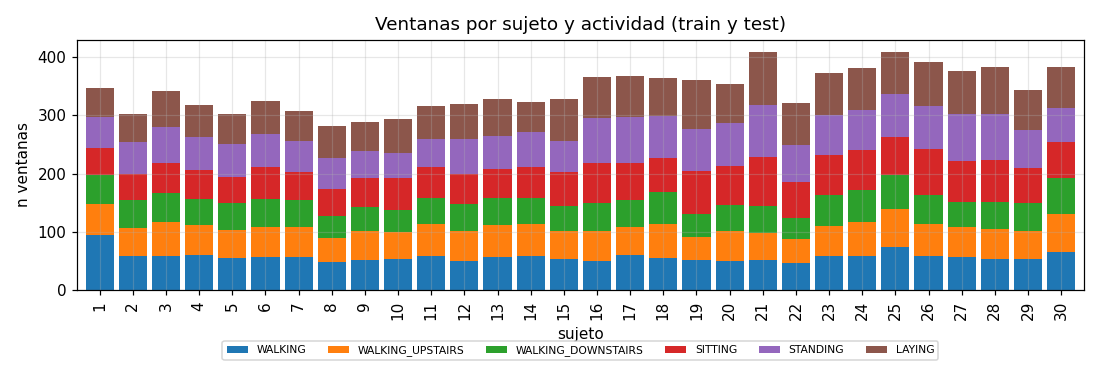 Ventanas por sujeto y actividad (train y test)
n ventanas
400
300
200
100
0
1 2 3 4 5 6 7 8 9 10 11 12 13 14 15 16 17 18 19 20 21 22 23 24 25 26 27 28 29 30
sujeto
WALKING WALKING_UPSTAIRS WALKING_DOWNSTAIRS SITTING STANDING LAYING